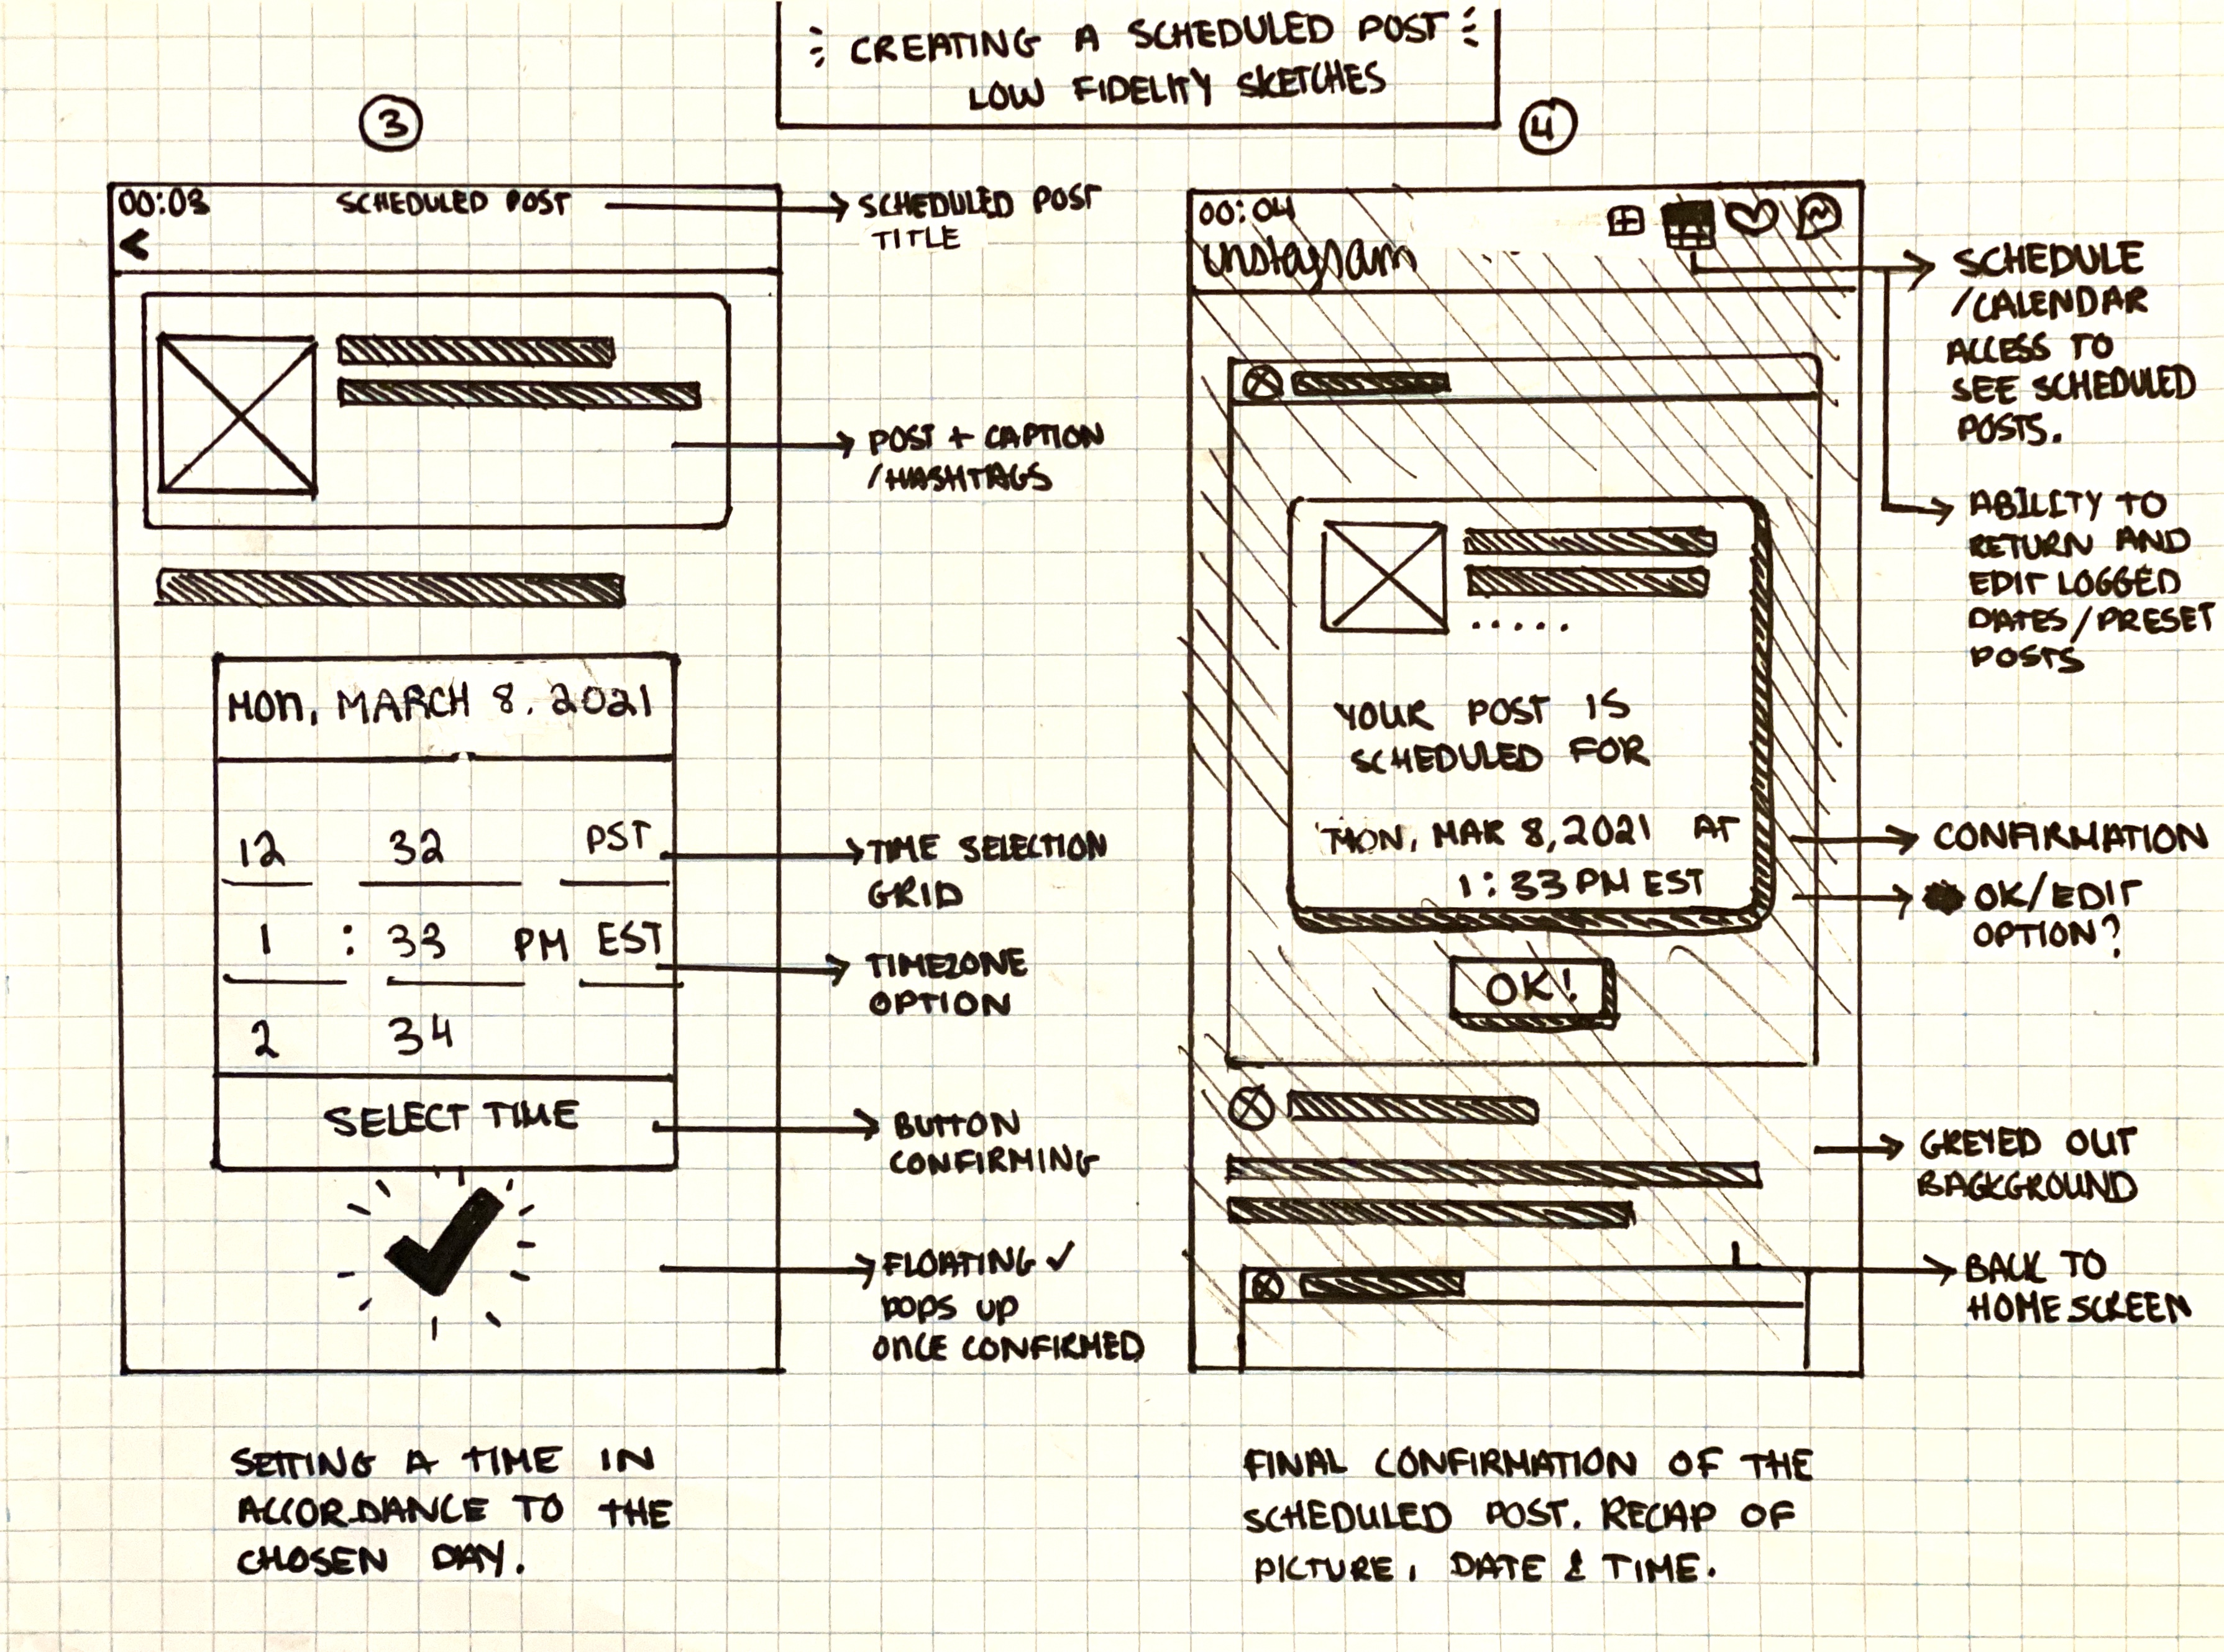 CREATING A SCHEDULED POST
LOW FIDELITY SKETCHES
3
00:03 SCHEDULED POST
<
SCHEDULED POST
TITLE
POST + CAPTION
/HASHTAGS
MON, MARCH 8, 2021
12 32 PST
1 : 33 PM EST
2 34
SELECT TIME
TIME SELECTION
GRID
TIMEZONE
OPTION
BUTTON
CONFIRMING
FLOATING ✓
POPS UP
ONCE CONFIRMED
SETTING A TIME IN
ACCORDANCE TO THE
CHOSEN DAY.
4
00:04
Instagram
YOUR POST IS
SCHEDULED FOR
MON, MAR 8, 2021 AT
1:33 PM EST
OK!
SCHEDULE
/CALENDAR
ACCESS TO
SEE SCHEDULED
POSTS.
ABILITY TO
RETURN AND
EDIT LOGGED
DATES/PRESET
POSTS
CONFIRMATION
OK/EDIT
OPTION?
GREYED OUT
BACKGROUND
BACK TO
HOME SCREEN
FINAL CONFIRMATION OF THE
SCHEDULED POST. RECAP OF
PICTURE, DATE & TIME.